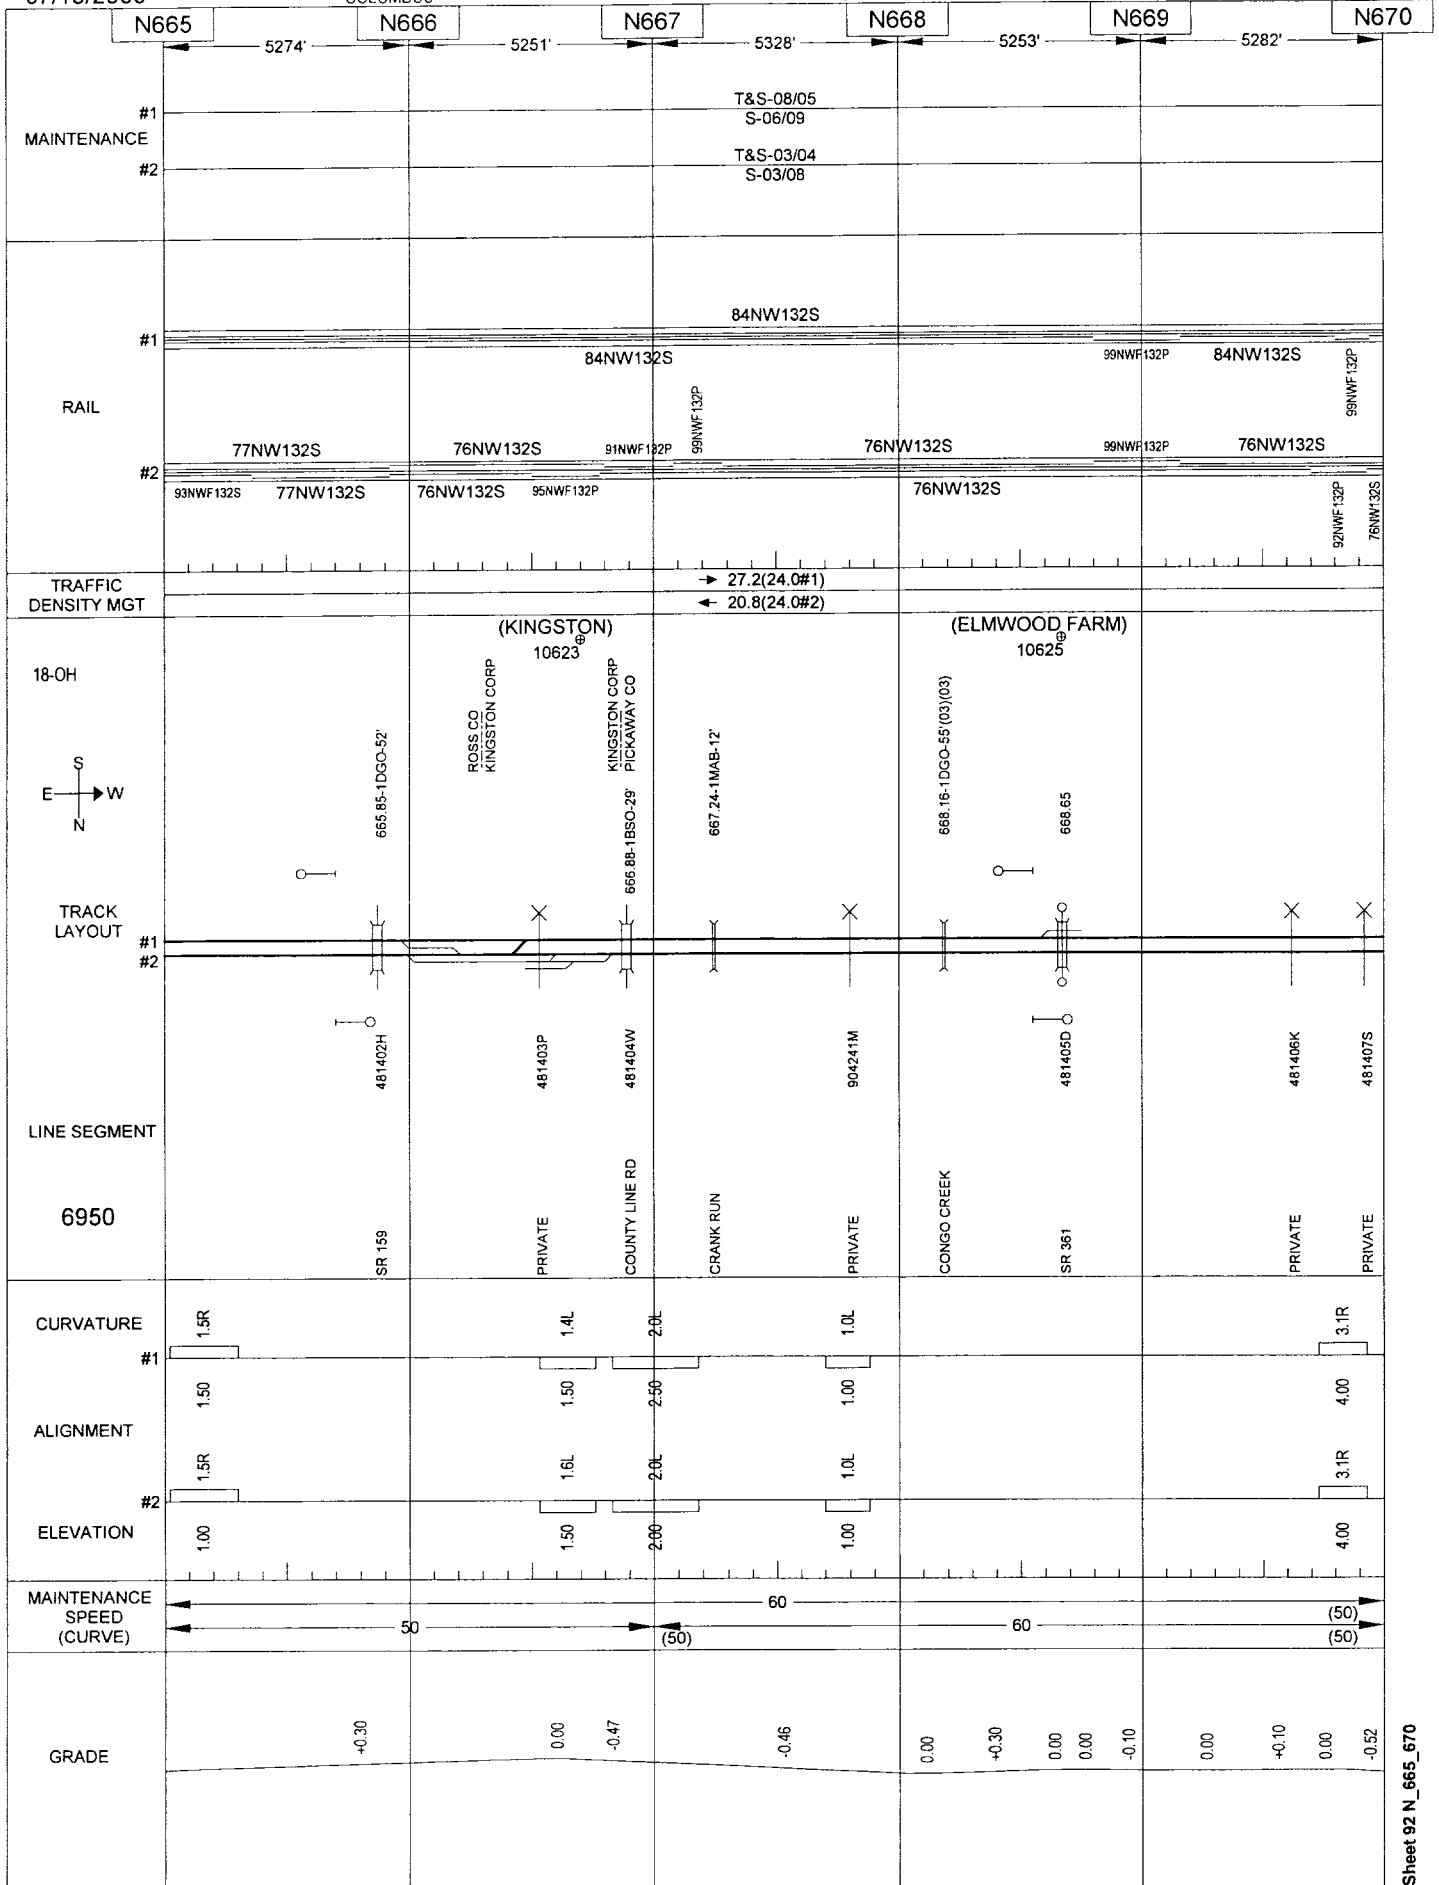 N665 N666 N667 N668 N669 N670
5274' 5251' 5328' 5253' 5282'
MAINTENANCE
#1
T&S-08/05
S-06/09
#2
T&S-03/04
S-03/08
RAIL
84NW132S
#1
84NW132S 99NWF132P 84NW132S 99NWF132P
99NWF132P
77NW132S 76NW132S 91NWF132P 76NW132S 99NWF132P 76NW132S
#2
93NWF132S 77NW132S 76NW132S 95NWF132P 76NW132S 92NWF132P 76NW132S
TRAFFIC
DENSITY MGT
→ 27.2(24.0#1)
← 20.8(24.0#2)
(KINGSTON) (ELMWOOD FARM)
10623 10625
18-OH
S
E W
N
665.85-1DGO-52'
ROSS CO
KINGSTON CORP
KINGSTON CORP
PICKAWAY CO
666.88-1BSO-29'
667.24-1MAB-12'
668.16-1DGO-55'(03)(03)
668.65
TRACK
LAYOUT
#1
#2
481402H 481403P 481404W 904241M 481405D 481406K 481407S
LINE SEGMENT
6950
SR 159 PRIVATE COUNTY LINE RD CRANK RUN PRIVATE CONGO CREEK SR 361 PRIVATE PRIVATE
CURVATURE
1.5R 1.4L 2.0L 1.0L 3.1R
#1
1.50 1.50 2.50 1.00 4.00
ALIGNMENT
1.5R 1.6L 2.0L 1.0L 3.1R
#2
ELEVATION
1.00 1.50 2.00 1.00 4.00
MAINTENANCE
SPEED
(CURVE)
60 (50)
50 (50) 60 (50)
GRADE
+0.30 0.00 -0.47 -0.46 0.00 +0.30 0.00 0.00 -0.10 0.00 +0.10 0.00 -0.52
Sheet 92 N_665_670